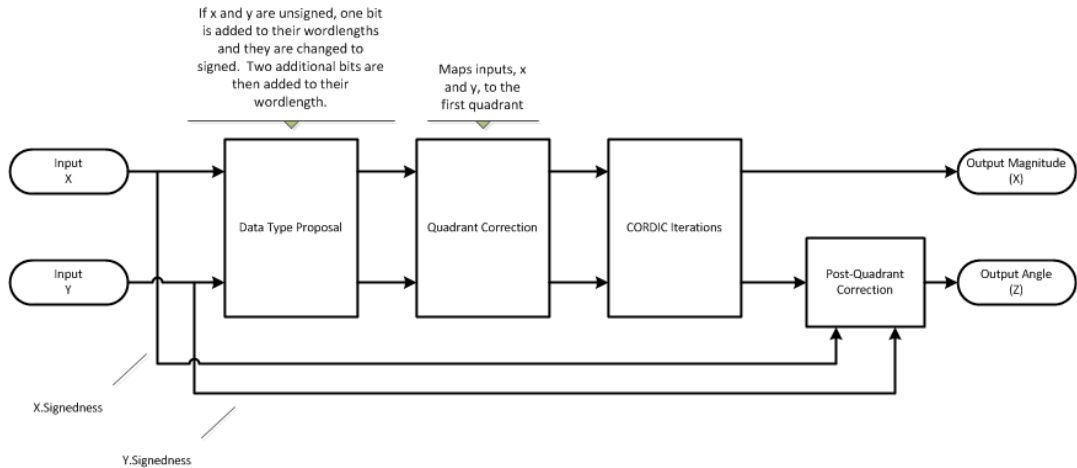 If x and y are unsigned, one bit
is added to their wordlengths
and they are changed to
signed. Two additional bits are
then added to their
wordlength.
Maps inputs, x
and y, to the
first quadrant
Input
X
Output Magnitude
(X)
Data Type Proposal
Quadrant Correction
CORDIC Iterations
Input
Y
Post-Quadrant
Correction
Output Angle
(Z)
X.Signedness
Y.Signedness